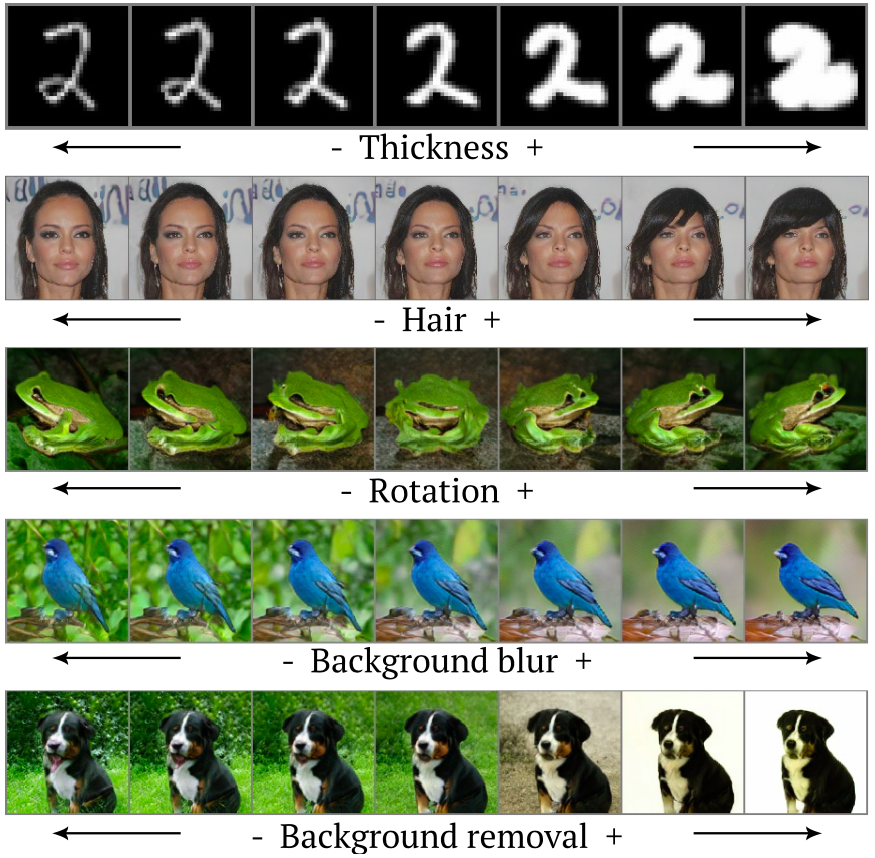 - Thickness +
- Hair +
- Rotation +
- Background blur +
- Background removal +